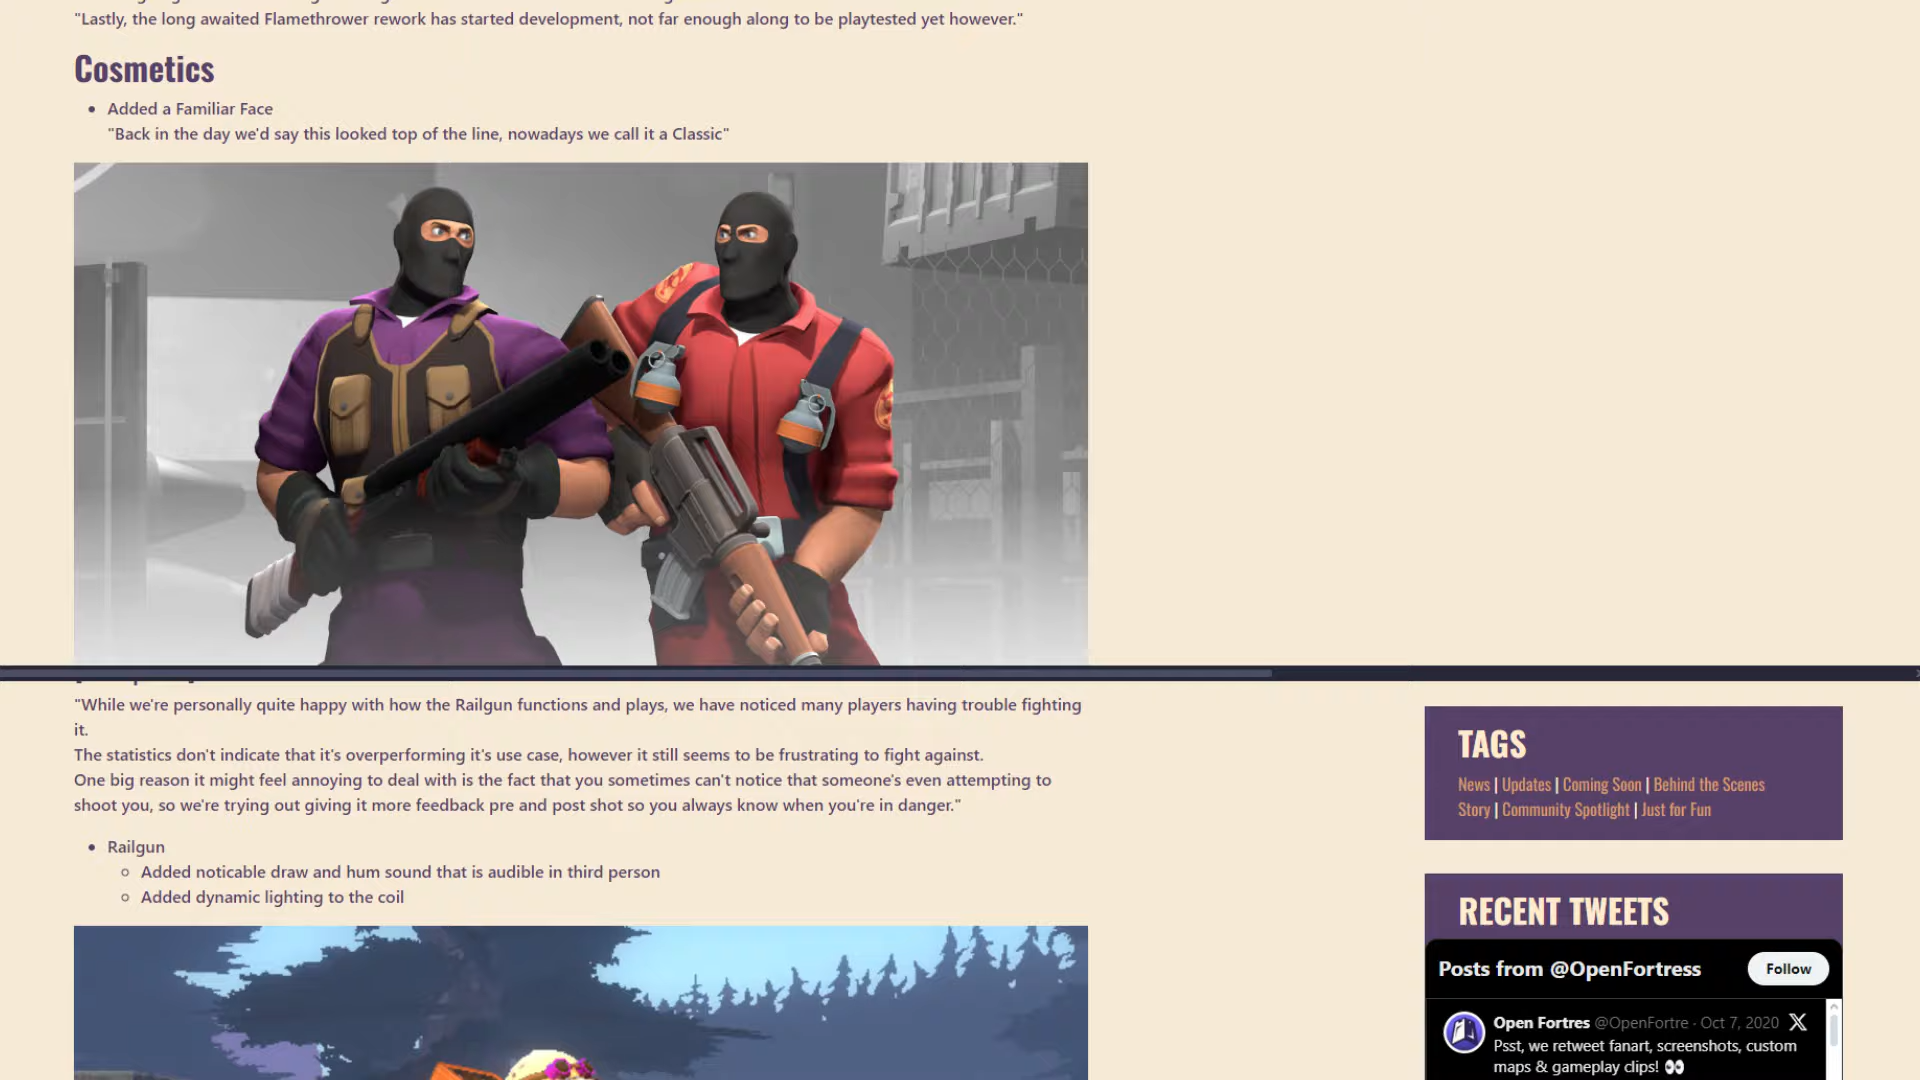 "Lastly, the long awaited Flamethrower rework has started development, not far enough along to be playtested yet however."
Cosmetics
• Added a Familiar Face
"Back in the day we'd say this looked top of the line, nowadays we call it a Classic"
"While we're personally quite happy with how the Railgun functions and plays, we have noticed many players having trouble fighting
it.
The statistics don't indicate that it's overperforming it's use case, however it still seems to be frustrating to fight against.
One big reason it might feel annoying to deal with is the fact that you sometimes can't notice that someone's even attempting to
shoot you, so we're trying out giving it more feedback pre and post shot so you always know when you're in danger."
• Railgun
○ Added noticable draw and hum sound that is audible in third person
○ Added dynamic lighting to the coil
TAGS
News | Updates | Coming Soon | Behind the Scenes
Story | Community Spotlight | Just for Fun
RECENT TWEETS
Posts from @OpenFortress
Follow
Open Fortres @OpenFortre · Oct 7, 2020
Psst, we retweet fanart, screenshots, custom
maps & gameplay clips! 👀